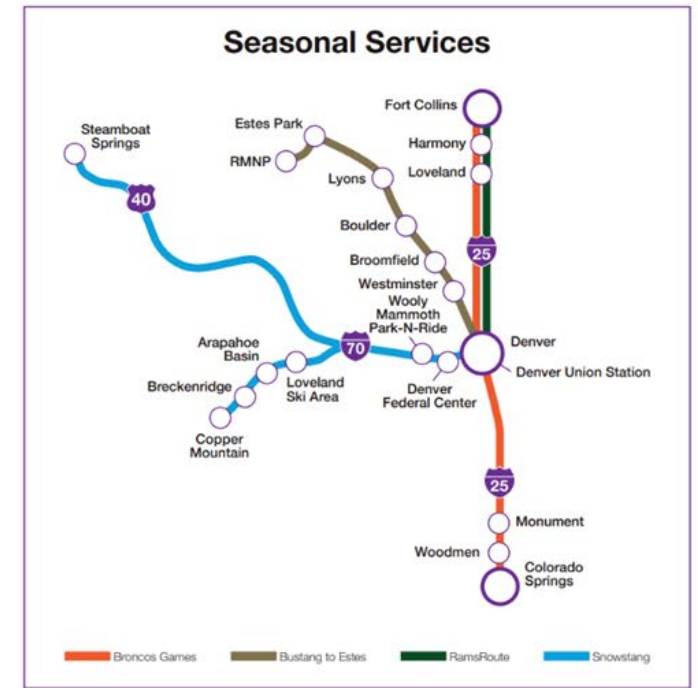 Seasonal Services
Fort Collins
Harmony
Loveland
25
Steamboat
Springs
40
Estes Park
RMNP
Lyons
Boulder
Broomfield
Westminster
Wooly
Mammoth
Park-N-Ride
70
Arapahoe
Basin
Loveland
Ski Area
Breckenridge
Copper
Mountain
Denver
Federal Center
Denver
Denver Union Station
25
Monument
Woodmen
Colorado
Springs
Broncos Games
Bustang to Estes
RamsRoute
Snowstang